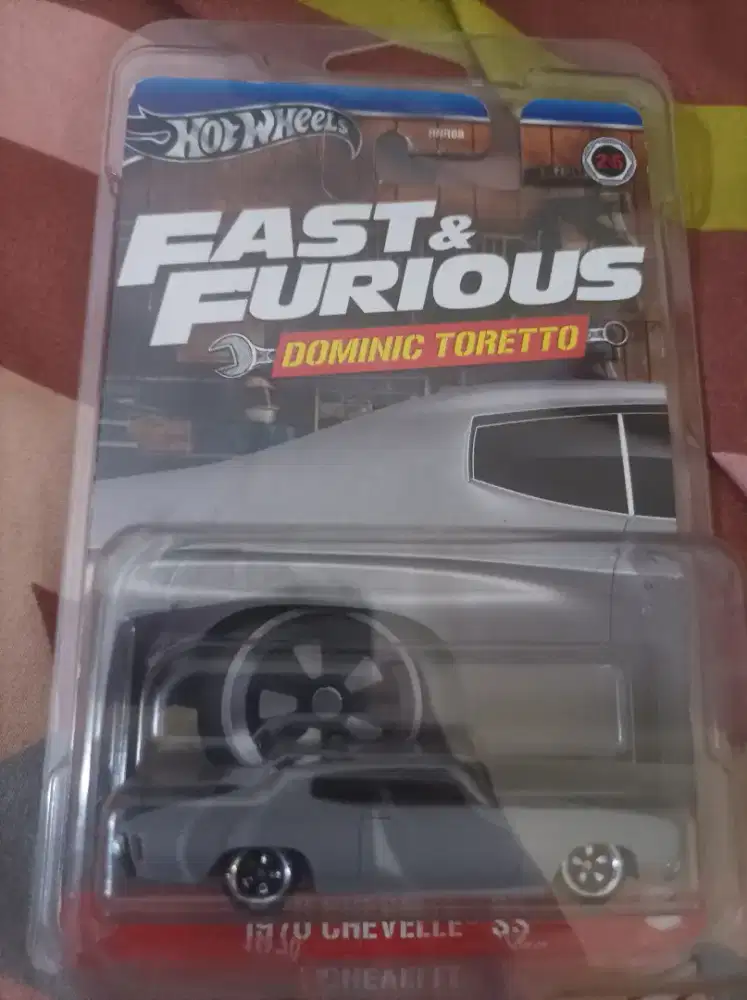 HOT WHEELS
FAST &
FURIOUS
DOMINIC TORETTO
1970 CHEVELLE SS